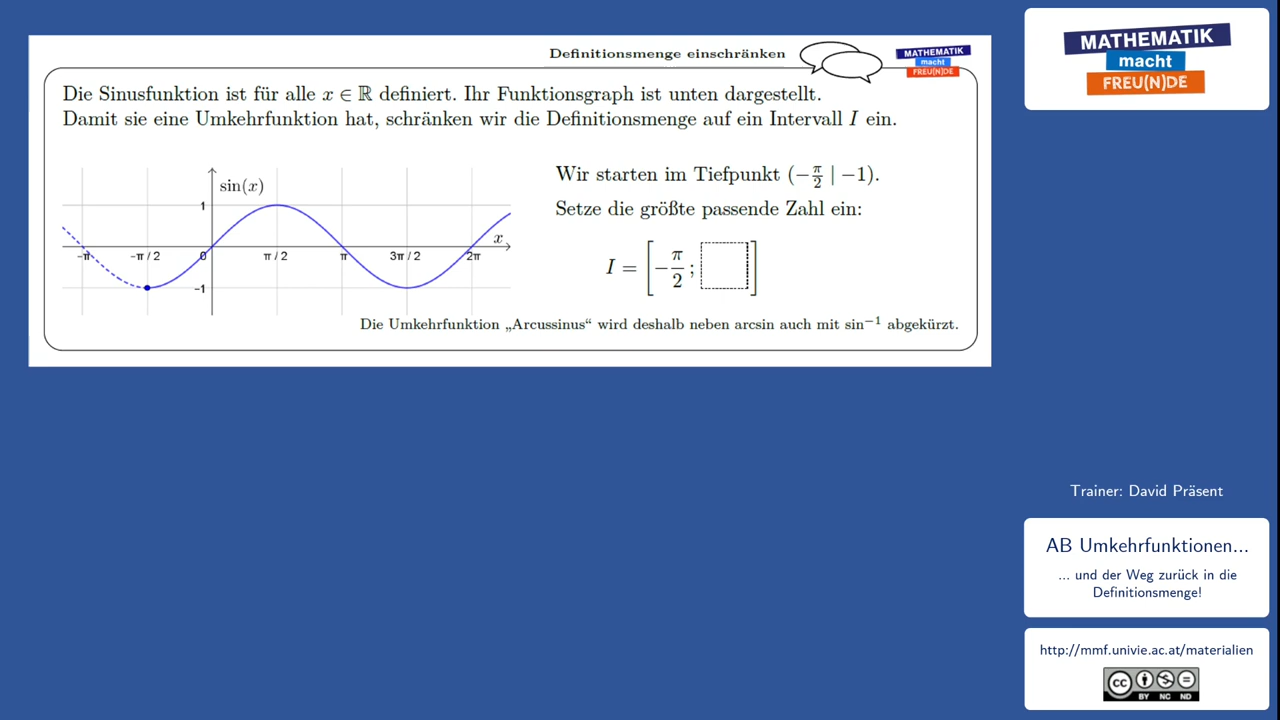 Definitionsmenge einschränken
MATHEMATIK
macht
FREU(N)DE
Die Sinusfunktion ist für alle x ∈ ℝ definiert. Ihr Funktionsgraph ist unten dargestellt.
Damit sie eine Umkehrfunktion hat, schränken wir die Definitionsmenge auf ein Intervall I ein.
sin(x)
1
x
-π
-π / 2
0
π / 2
π
3π / 2
2π
-1
Wir starten im Tiefpunkt (−π/2 | −1).
Setze die größte passende Zahl ein:
I = [−π/2 ; ]
Die Umkehrfunktion „Arcussinus“ wird deshalb neben arcsin auch mit sin⁻¹ abgekürzt.
MATHEMATIK
macht
FREU(N)DE
Trainer: David Präsent
AB Umkehrfunktionen...
... und der Weg zurück in die
Definitionsmenge!
http://mmf.univie.ac.at/materialien
cc
BY NC ND